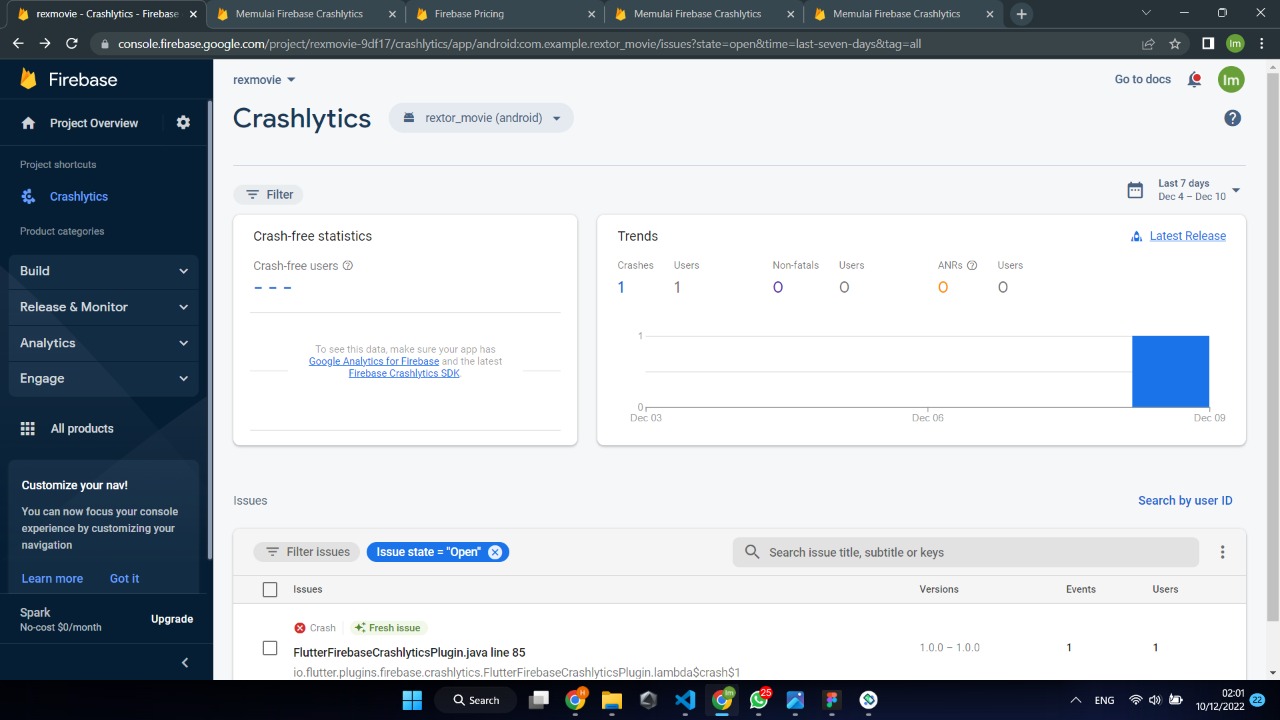 rexmovie - Crashlytics - Firebase
Memulai Firebase Crashlytics
Firebase Pricing
Memulai Firebase Crashlytics
Memulai Firebase Crashlytics
console.firebase.google.com/project/rexmovie-9df17/crashlytics/app/android:com.example.rextor_movie/issues?state=open&time=last-seven-days&tag=all
Im
Firebase
Project Overview
Project shortcuts
Crashlytics
Product categories
Build
Release & Monitor
Analytics
Engage
All products
Customize your nav!
You can now focus your console
experience by customizing your
navigation
Learn more Got it
Spark
No-cost $0/month
Upgrade
rexmovie
Go to docs
Im
Crashlytics
rextor_movie (android)
Filter
Last 7 days
Dec 4 – Dec 10
Crash-free statistics
Crash-free users
---
To see this data, make sure your app has
Google Analytics for Firebase and the latest
Firebase Crashlytics SDK
Trends
Latest Release
Crashes Users Non-fatals Users ANRs Users
1 1 0 0 0 0
1
0
Dec 03 Dec 06 Dec 09
Issues
Search by user ID
Filter issues
Issue state = "Open"
Search issue title, subtitle or keys
Issues Versions Events Users
Crash Fresh issue
FlutterFirebaseCrashlyticsPlugin.java line 85
io.flutter.plugins.firebase.crashlytics.FlutterFirebaseCrashlyticsPlugin.lambda$crash$1
1.0.0 – 1.0.0 1 1
Search
H
Im
25
ENG
02:01
10/12/2022
22